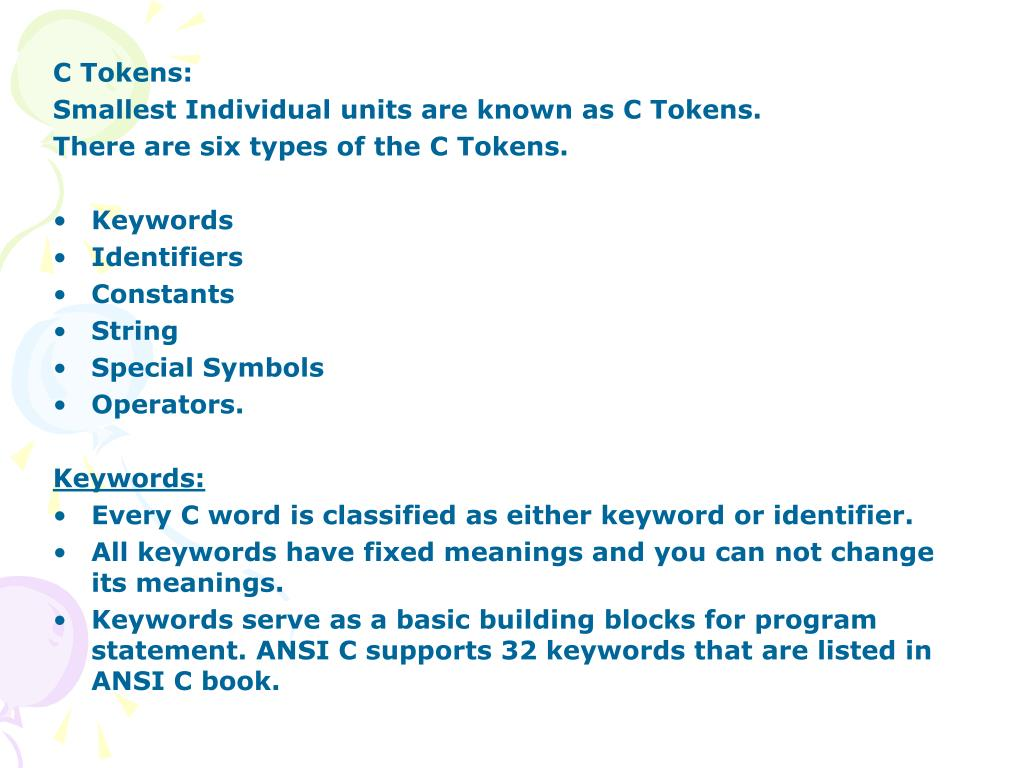 C Tokens:
Smallest Individual units are known as C Tokens.
There are six types of the C Tokens.
• Keywords
• Identifiers
• Constants
• String
• Special Symbols
• Operators.
Keywords:
• Every C word is classified as either keyword or identifier.
• All keywords have fixed meanings and you can not change
its meanings.
• Keywords serve as a basic building blocks for program
statement. ANSI C supports 32 keywords that are listed in
ANSI C book.